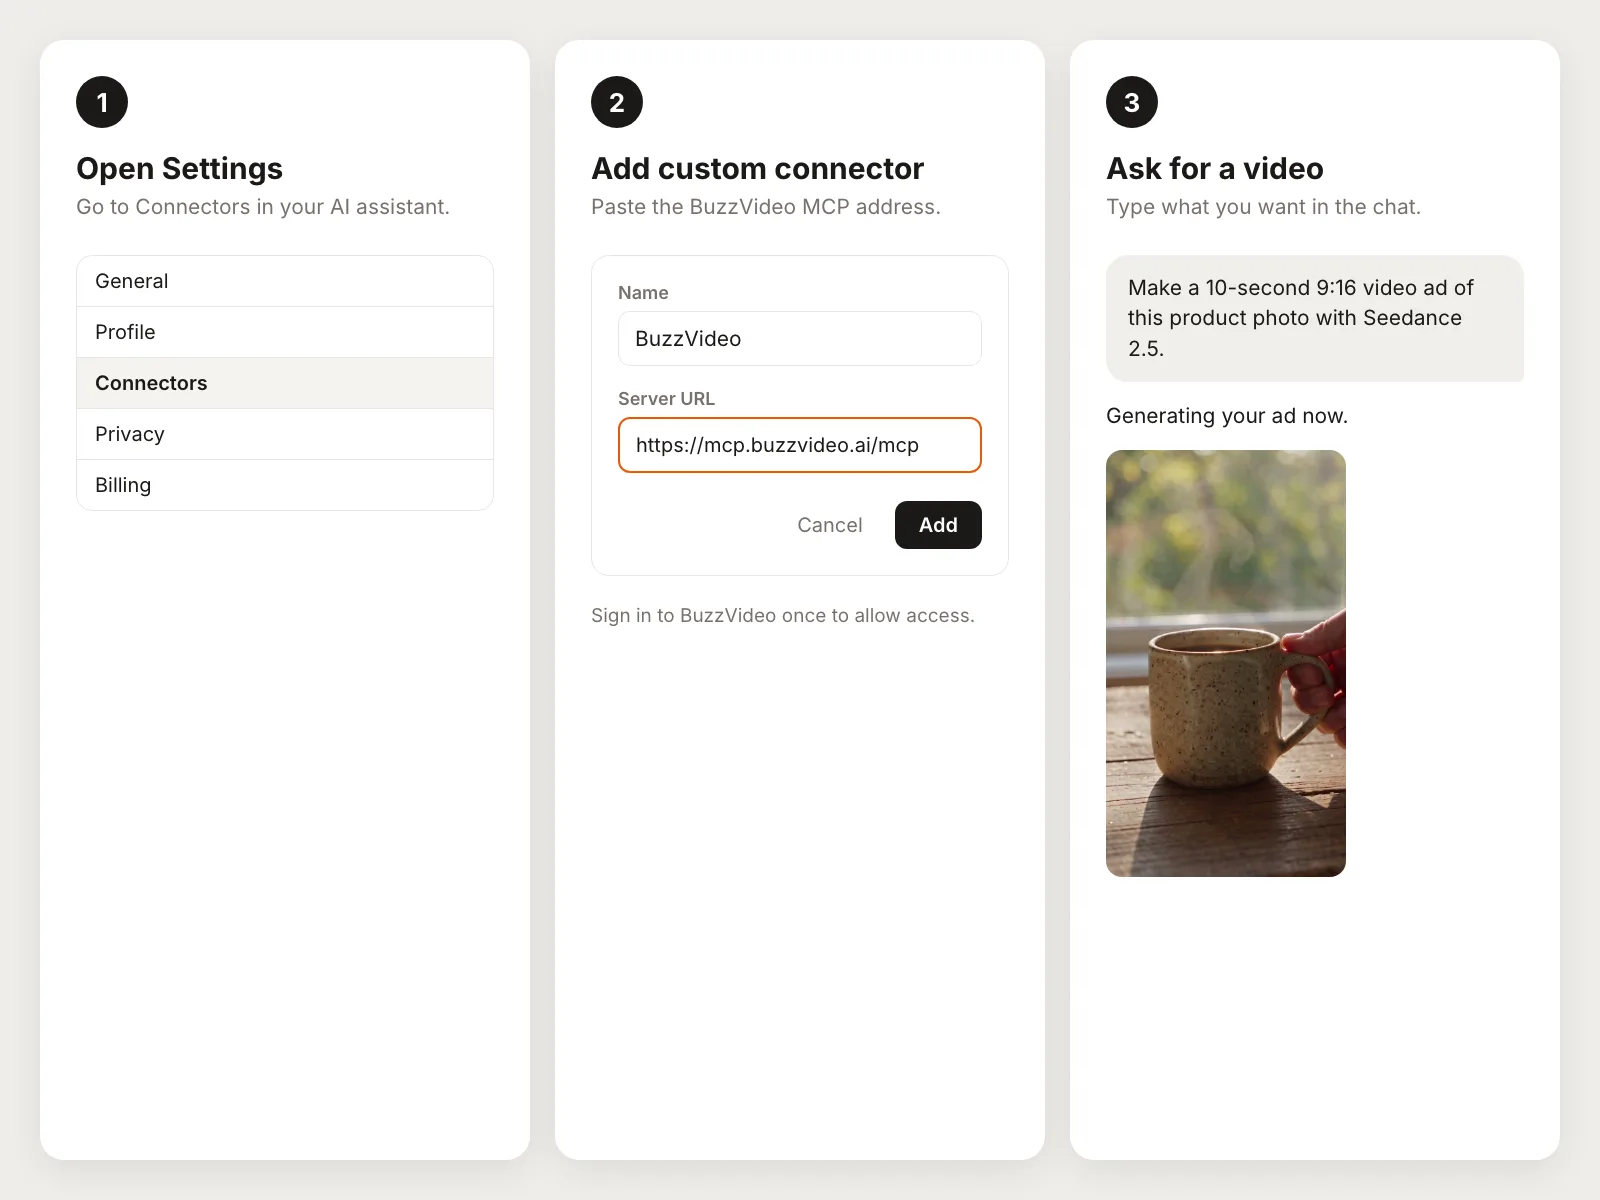 1
Open Settings
Go to Connectors in your AI assistant.
General
Profile
Connectors
Privacy
Billing
2
Add custom connector
Paste the BuzzVideo MCP address.
Name
BuzzVideo
Server URL
https://mcp.buzzvideo.ai/mcp
Cancel
Add
Sign in to BuzzVideo once to allow access.
3
Ask for a video
Type what you want in the chat.
Make a 10-second 9:16 video ad of
this product photo with Seedance
2.5.
Generating your ad now.